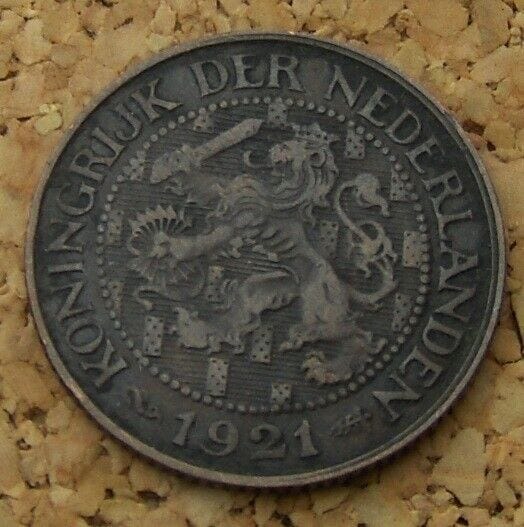 KONINGRIJK DER NEDERLANDEN
1921